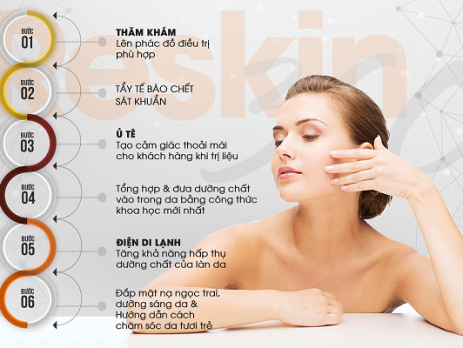 Reskin
BƯỚC
01
THĂM KHÁM
Lên phác đồ điều trị
phù hợp
BƯỚC
02
TẨY TẾ BÀO CHẾT
SÁT KHUẨN
BƯỚC
03
Ủ TÊ
Tạo cảm giác thoải mái
cho khách hàng khi trị liệu
BƯỚC
04
Tổng hợp & đưa dưỡng chất
vào trong da bằng công thức
khoa học mới nhất
BƯỚC
05
ĐIỆN DI LẠNH
Tăng khả năng hấp thụ
dưỡng chất của làn da
BƯỚC
06
Đắp mặt nạ ngọc trai,
dưỡng sáng da &
Hướng dẫn cách
chăm sóc da tươi trẻ